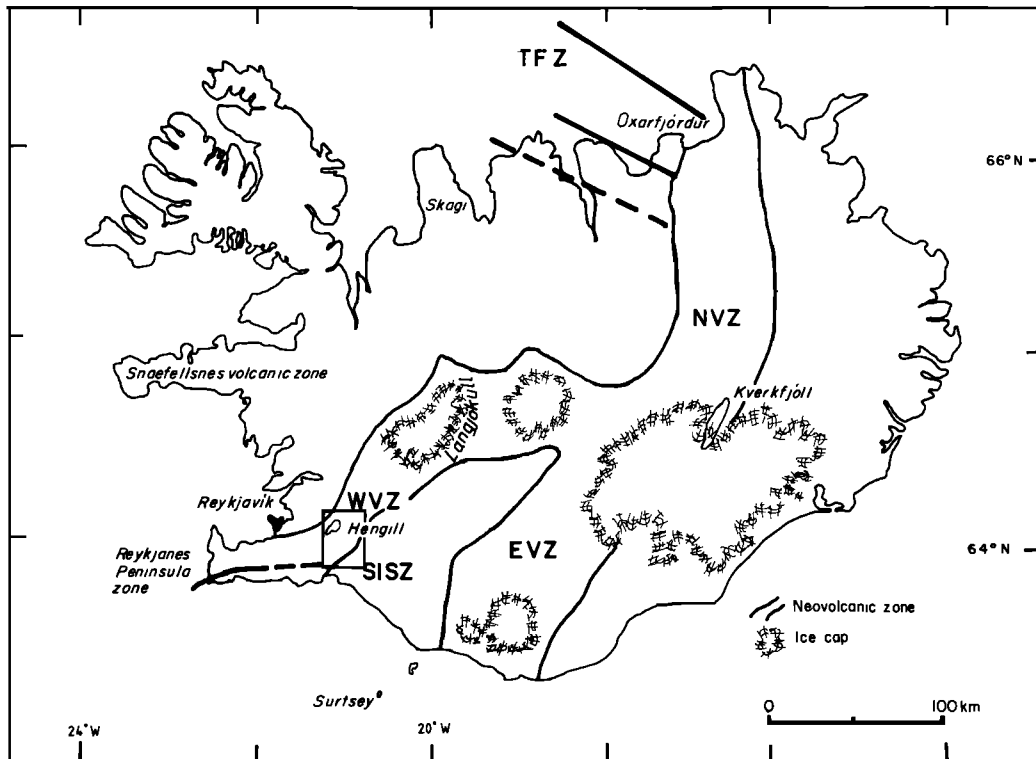 TFZ
Oxarfjördur
66°N
Skagi
NVZ
Snaefellsnes volcanic zone
Kverkfjöll
Langjökull
Reykjavík
WVZ
Hengill
Reykjanes
Peninsula
zone
SISZ
EVZ
64°N
Neovolcanic zone
Ice cap
Surtsey
0
100 km
24°W
20°